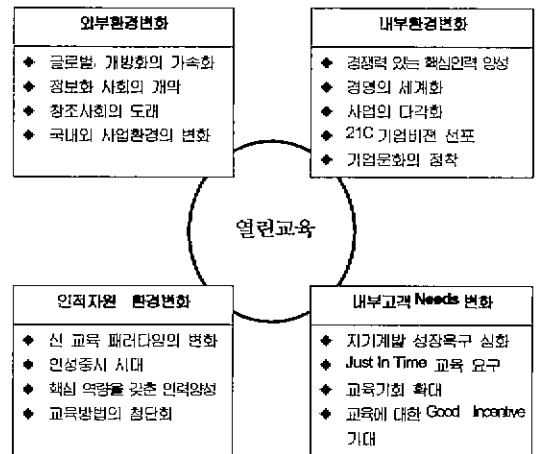 외부환경변화
◆ 글로벌, 개방화의 가속화
◆ 정보화 사회의 개막
◆ 창조사회의 도래
◆ 국내외 사업환경의 변화
내부환경변화
◆ 경쟁력 있는 핵심인력 양성
◆ 경영의 세계화
◆ 사업의 다각화
◆ 21C 기업비젼 선포
◆ 기업문화의 정착
열린교육
인적자원 환경변화
◆ 신 교육 패러다임의 변화
◆ 인성중시 시대
◆ 핵심 역량을 갖춘 인력양성
◆ 교육방법의 첨단화
내부고객 Needs 변화
◆ 자기계발 성장욕구 심화
◆ Just In Time 교육 요구
◆ 교육기회 확대
◆ 교육에 대한 Good Incentive
기대